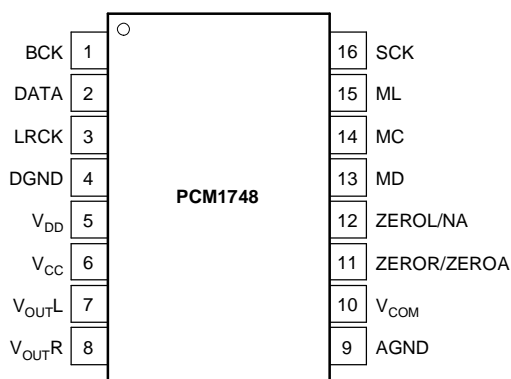 BCK 1 16 SCK
DATA 2 15 ML
LRCK 3 14 MC
DGND 4 13 MD
PCM1748
VDD 5 12 ZEROL/NA
VCC 6 11 ZEROR/ZEROA
VOUTL 7 10 VCOM
VOUTR 8 9 AGND